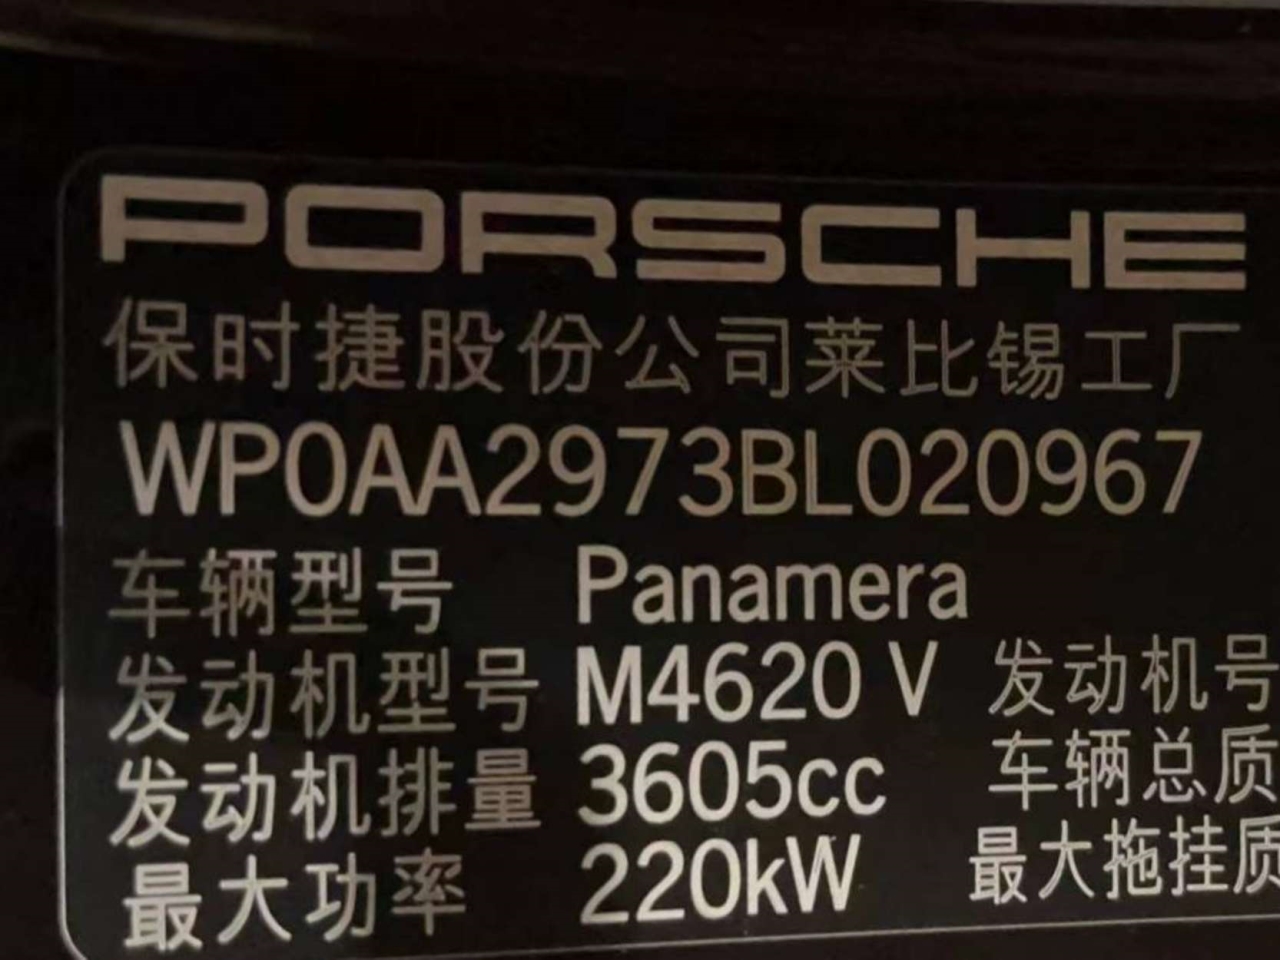 PORSCHE
保时捷股份公司莱比锡工厂
WP0AA2973BL020967
车辆型号 Panamera
发动机型号 M4620 V 发动机号
发动机排量 3605cc 车辆总质
最大功率 220kW 最大拖挂质